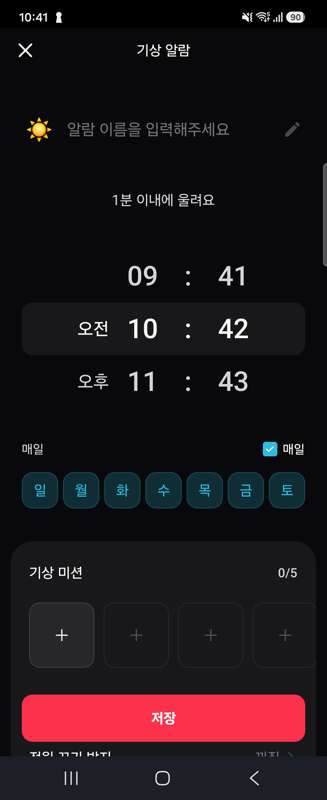 10:41
90
기상 알람
알람 이름을 입력해주세요
1분 이내에 울려요
09 : 41
오전 10 : 42
오후 11 : 43
매일
매일
일 월 화 수 목 금 토
기상 미션
0/5
저장